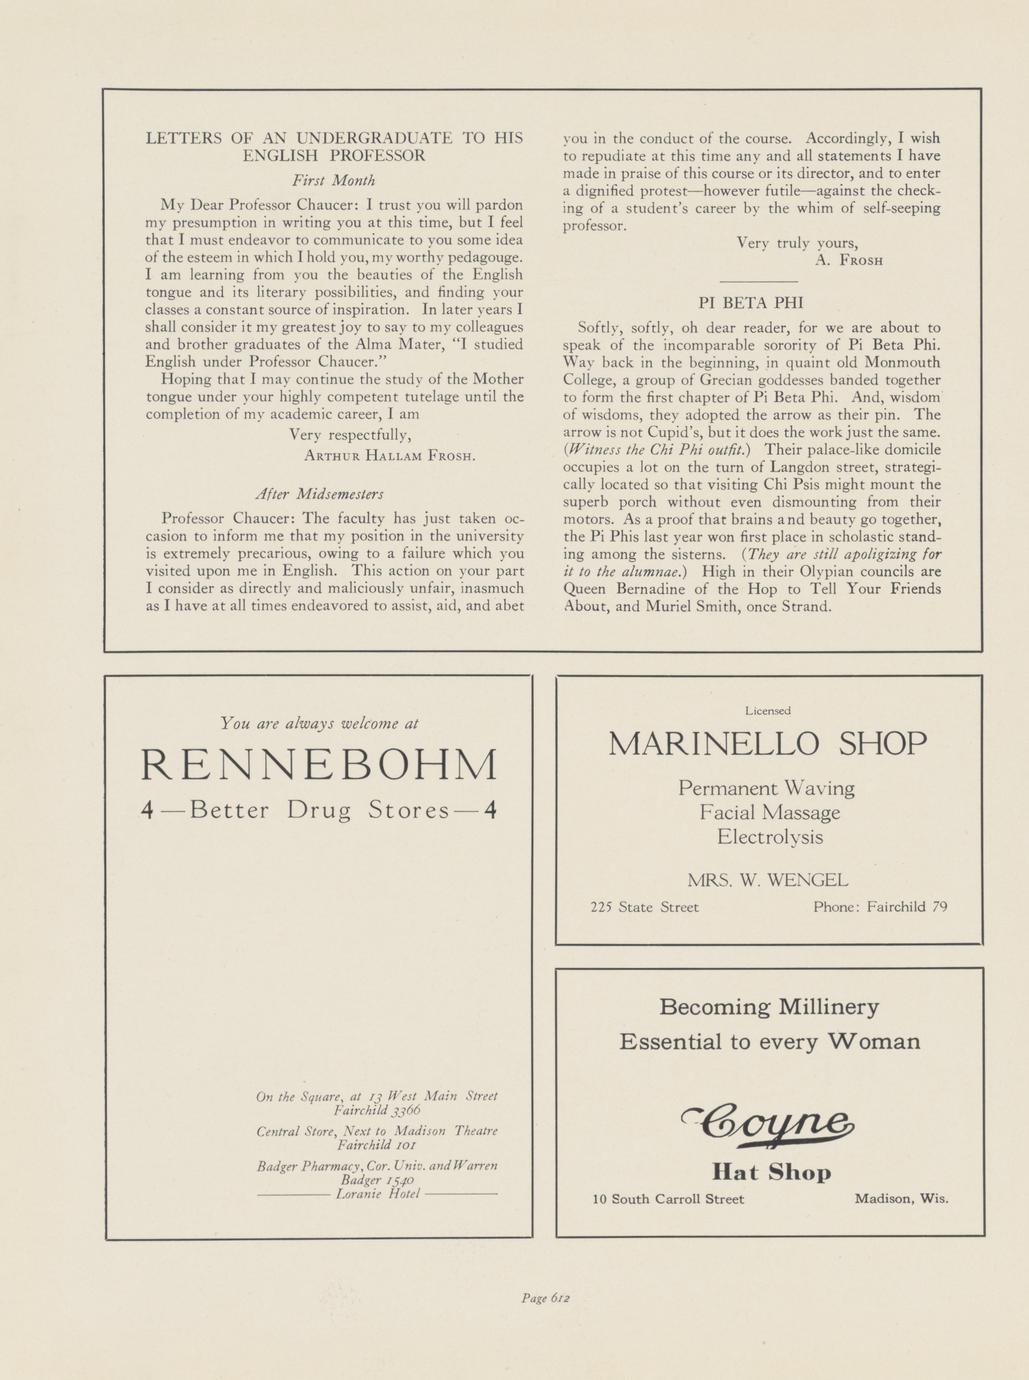 LETTERS OF AN UNDERGRADUATE TO HIS
ENGLISH PROFESSOR
First Month
My Dear Professor Chaucer: I trust you will pardon
my presumption in writing you at this time, but I feel
that I must endeavor to communicate to you some idea
of the esteem in which I hold you, my worthy pedagouge.
I am learning from you the beauties of the English
tongue and its literary possibilities, and finding your
classes a constant source of inspiration. In later years I
shall consider it my greatest joy to say to my colleagues
and brother graduates of the Alma Mater, “I studied
English under Professor Chaucer.”
Hoping that I may continue the study of the Mother
tongue under your highly competent tutelage until the
completion of my academic career, I am
Very respectfully,
ARTHUR HALLAM FROSH.
After Midsemesters
Professor Chaucer: The faculty has just taken oc-
casion to inform me that my position in the university
is extremely precarious, owing to a failure which you
visited upon me in English. This action on your part
I consider as directly and maliciously unfair, inasmuch
as I have at all times endeavored to assist, aid, and abet
you in the conduct of the course. Accordingly, I wish
to repudiate at this time any and all statements I have
made in praise of this course or its director, and to enter
a dignified protest—however futile—against the check-
ing of a student’s career by the whim of self-seeping
professor.
Very truly yours,
A. FROSH
PI BETA PHI
Softly, softly, oh dear reader, for we are about to
speak of the incomparable sorority of Pi Beta Phi.
Way back in the beginning, in quaint old Monmouth
College, a group of Grecian goddesses banded together
to form the first chapter of Pi Beta Phi. And, wisdom
of wisdoms, they adopted the arrow as their pin. The
arrow is not Cupid’s, but it does the work just the same.
(Witness the Chi Phi outfit.) Their palace-like domicile
occupies a lot on the turn of Langdon street, strategi-
cally located so that visiting Chi Psis might mount the
superb porch without even dismounting from their
motors. As a proof that brains and beauty go together,
the Pi Phis last year won first place in scholastic stand-
ing among the sisterns. (They are still apoligizing for
it to the alumnae.) High in their Olypian councils are
Queen Bernadine of the Hop to Tell Your Friends
About, and Muriel Smith, once Strand.
You are always welcome at
RENNEBOHM
4—Better Drug Stores—4
On the Square, at 13 West Main Street
Fairchild 3366
Central Store, Next to Madison Theatre
Fairchild 101
Badger Pharmacy, Cor. Univ. and Warren
Badger 1540
Loranie Hotel
Licensed
MARINELLO SHOP
Permanent Waving
Facial Massage
Electrolysis
MRS. W. WENGEL
225 State Street Phone: Fairchild 79
Becoming Millinery
Essential to every Woman
Coyne
Hat Shop
10 South Carroll Street Madison, Wis.
Page 612